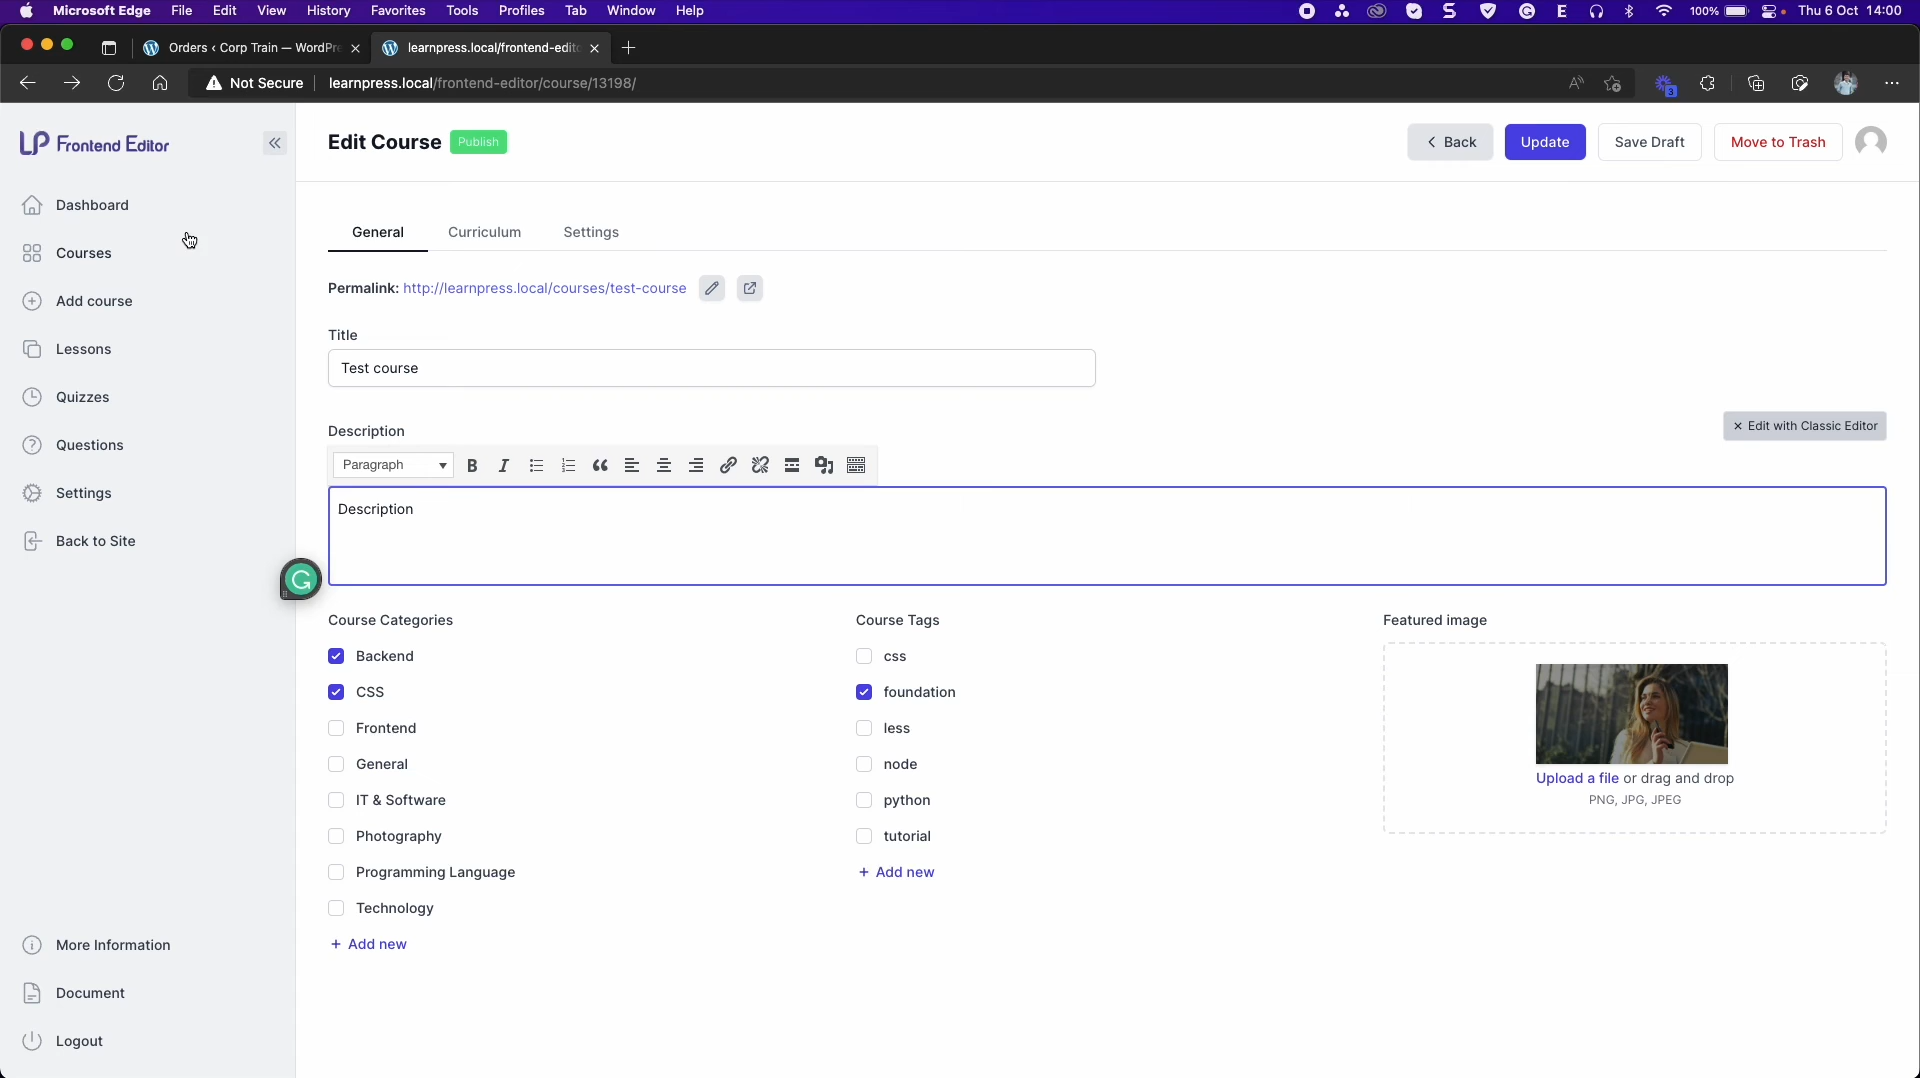 Microsoft Edge File Edit View History Favorites Tools Profiles Tab Window Help
100% Thu 6 Oct 14:00
Orders ‹ Corp Train — WordPre
learnpress.local/frontend-edito
Not Secure learnpress.local/frontend-editor/course/13198/
3
Frontend Editor
Dashboard
Courses
Add course
Lessons
Quizzes
Questions
Settings
Back to Site
More Information
Document
Logout
Edit Course Publish
Back Update Save Draft Move to Trash
General Curriculum Settings
Permalink: http://learnpress.local/courses/test-course
Title
Test course
Description
Edit with Classic Editor
Paragraph
Description
Course Categories
Backend
CSS
Frontend
General
IT & Software
Photography
Programming Language
Technology
+ Add new
Course Tags
css
foundation
less
node
python
tutorial
+ Add new
Featured image
Upload a file or drag and drop
PNG, JPG, JPEG